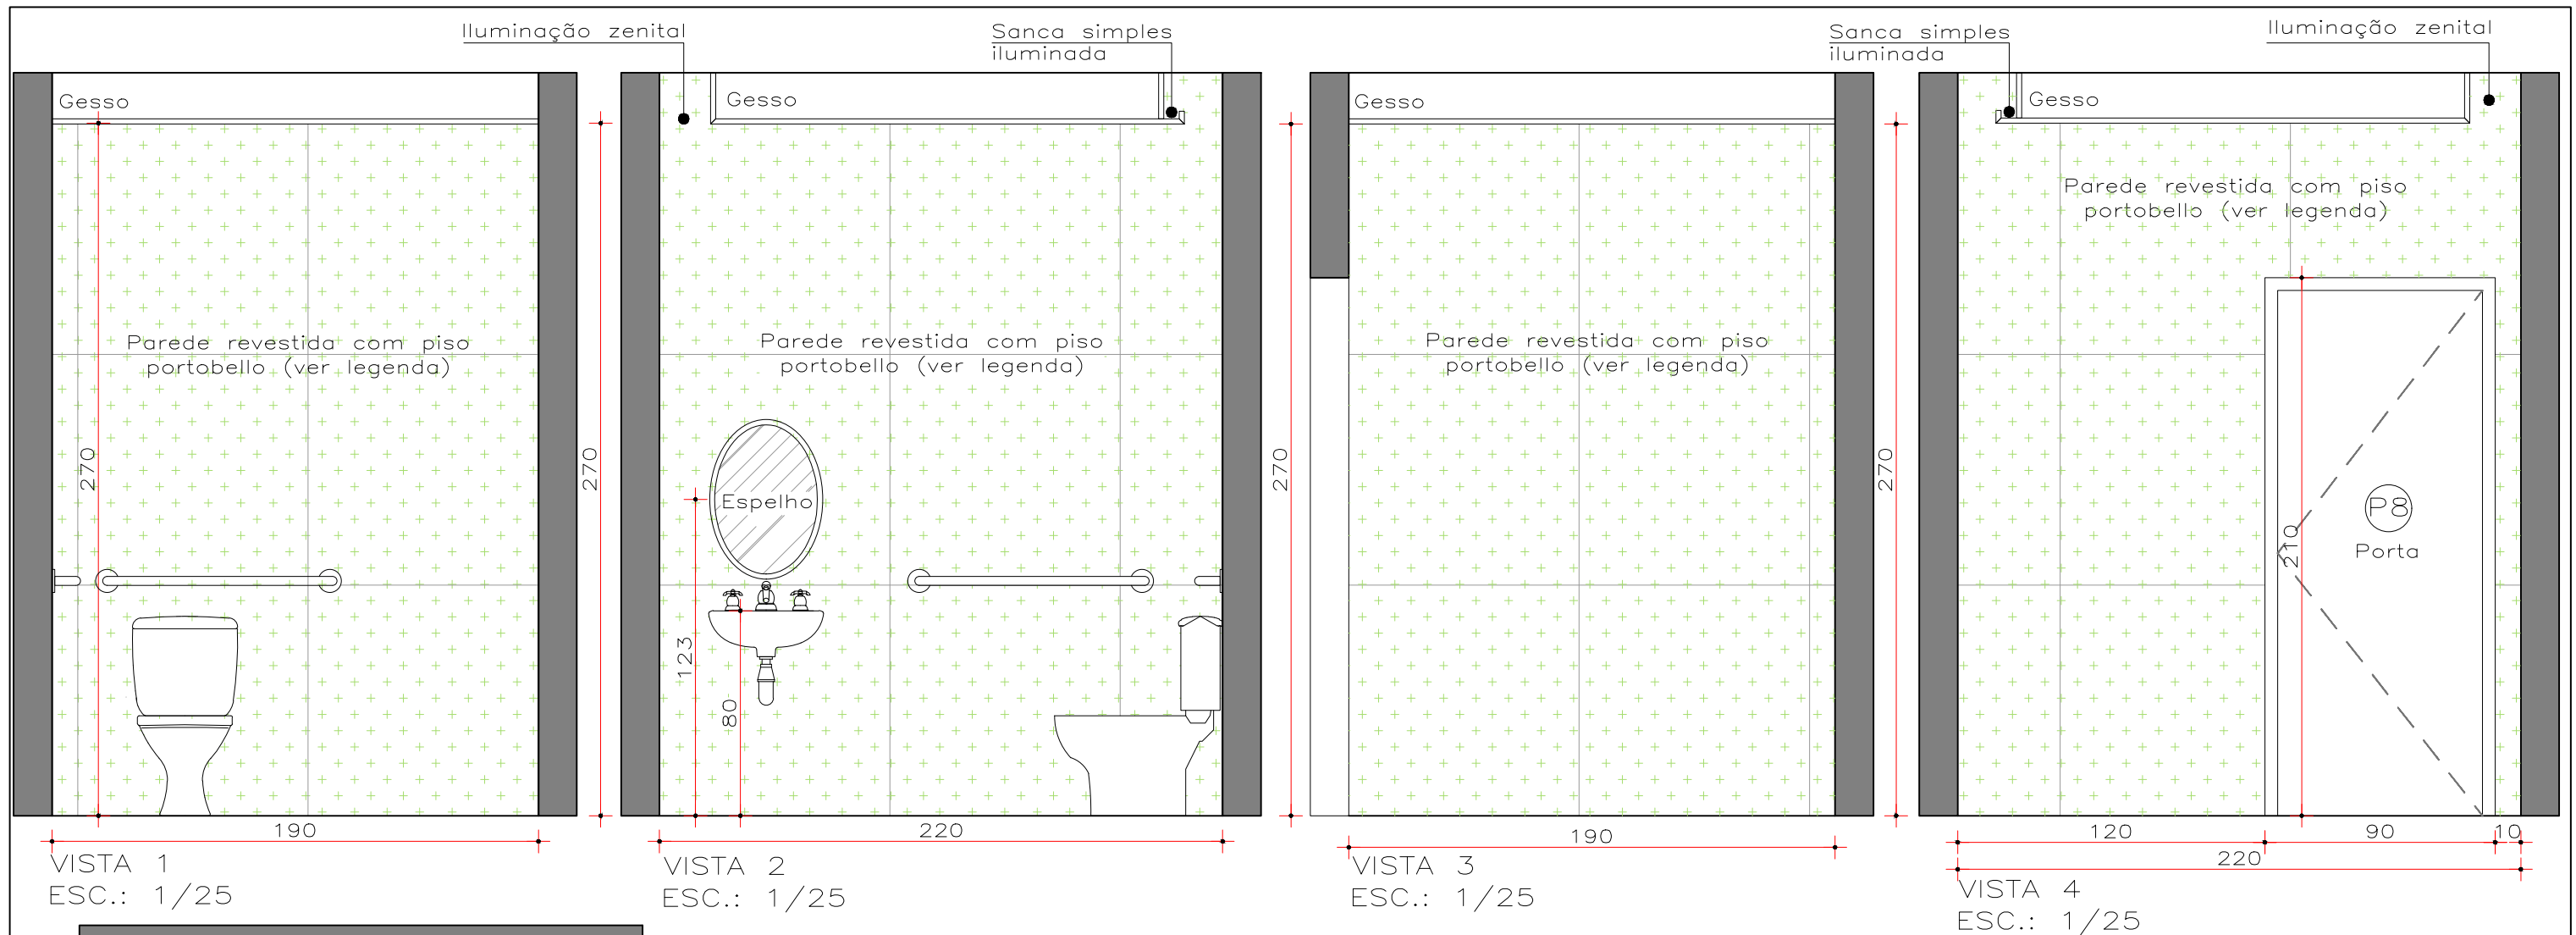 Iluminação zenital
Sanca simples
iluminada
Sanca simples
iluminada
Iluminação zenital
Gesso
Parede revestida com piso
portobello (ver legenda)
270
190
VISTA 1
ESC.: 1/25
Gesso
Parede revestida com piso
portobello (ver legenda)
270
Espelho
123
80
220
VISTA 2
ESC.: 1/25
Gesso
Parede revestida com piso
portobello (ver legenda)
270
190
VISTA 3
ESC.: 1/25
Gesso
Parede revestida com piso
portobello (ver legenda)
270
P8
Porta
210
120
90
10
220
VISTA 4
ESC.: 1/25